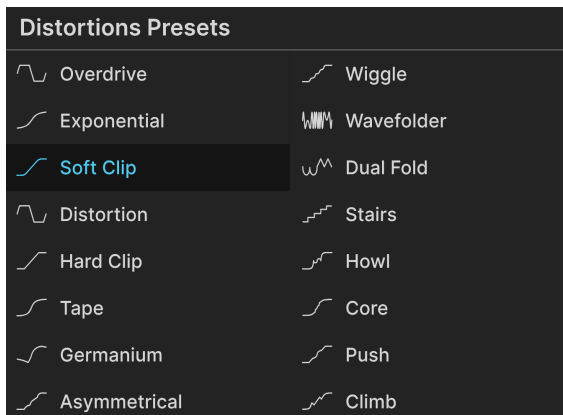 Distortions Presets
Overdrive
Exponential
Soft Clip
Distortion
Hard Clip
Tape
Germanium
Asymmetrical
Wiggle
Wavefolder
Dual Fold
Stairs
Howl
Core
Push
Climb